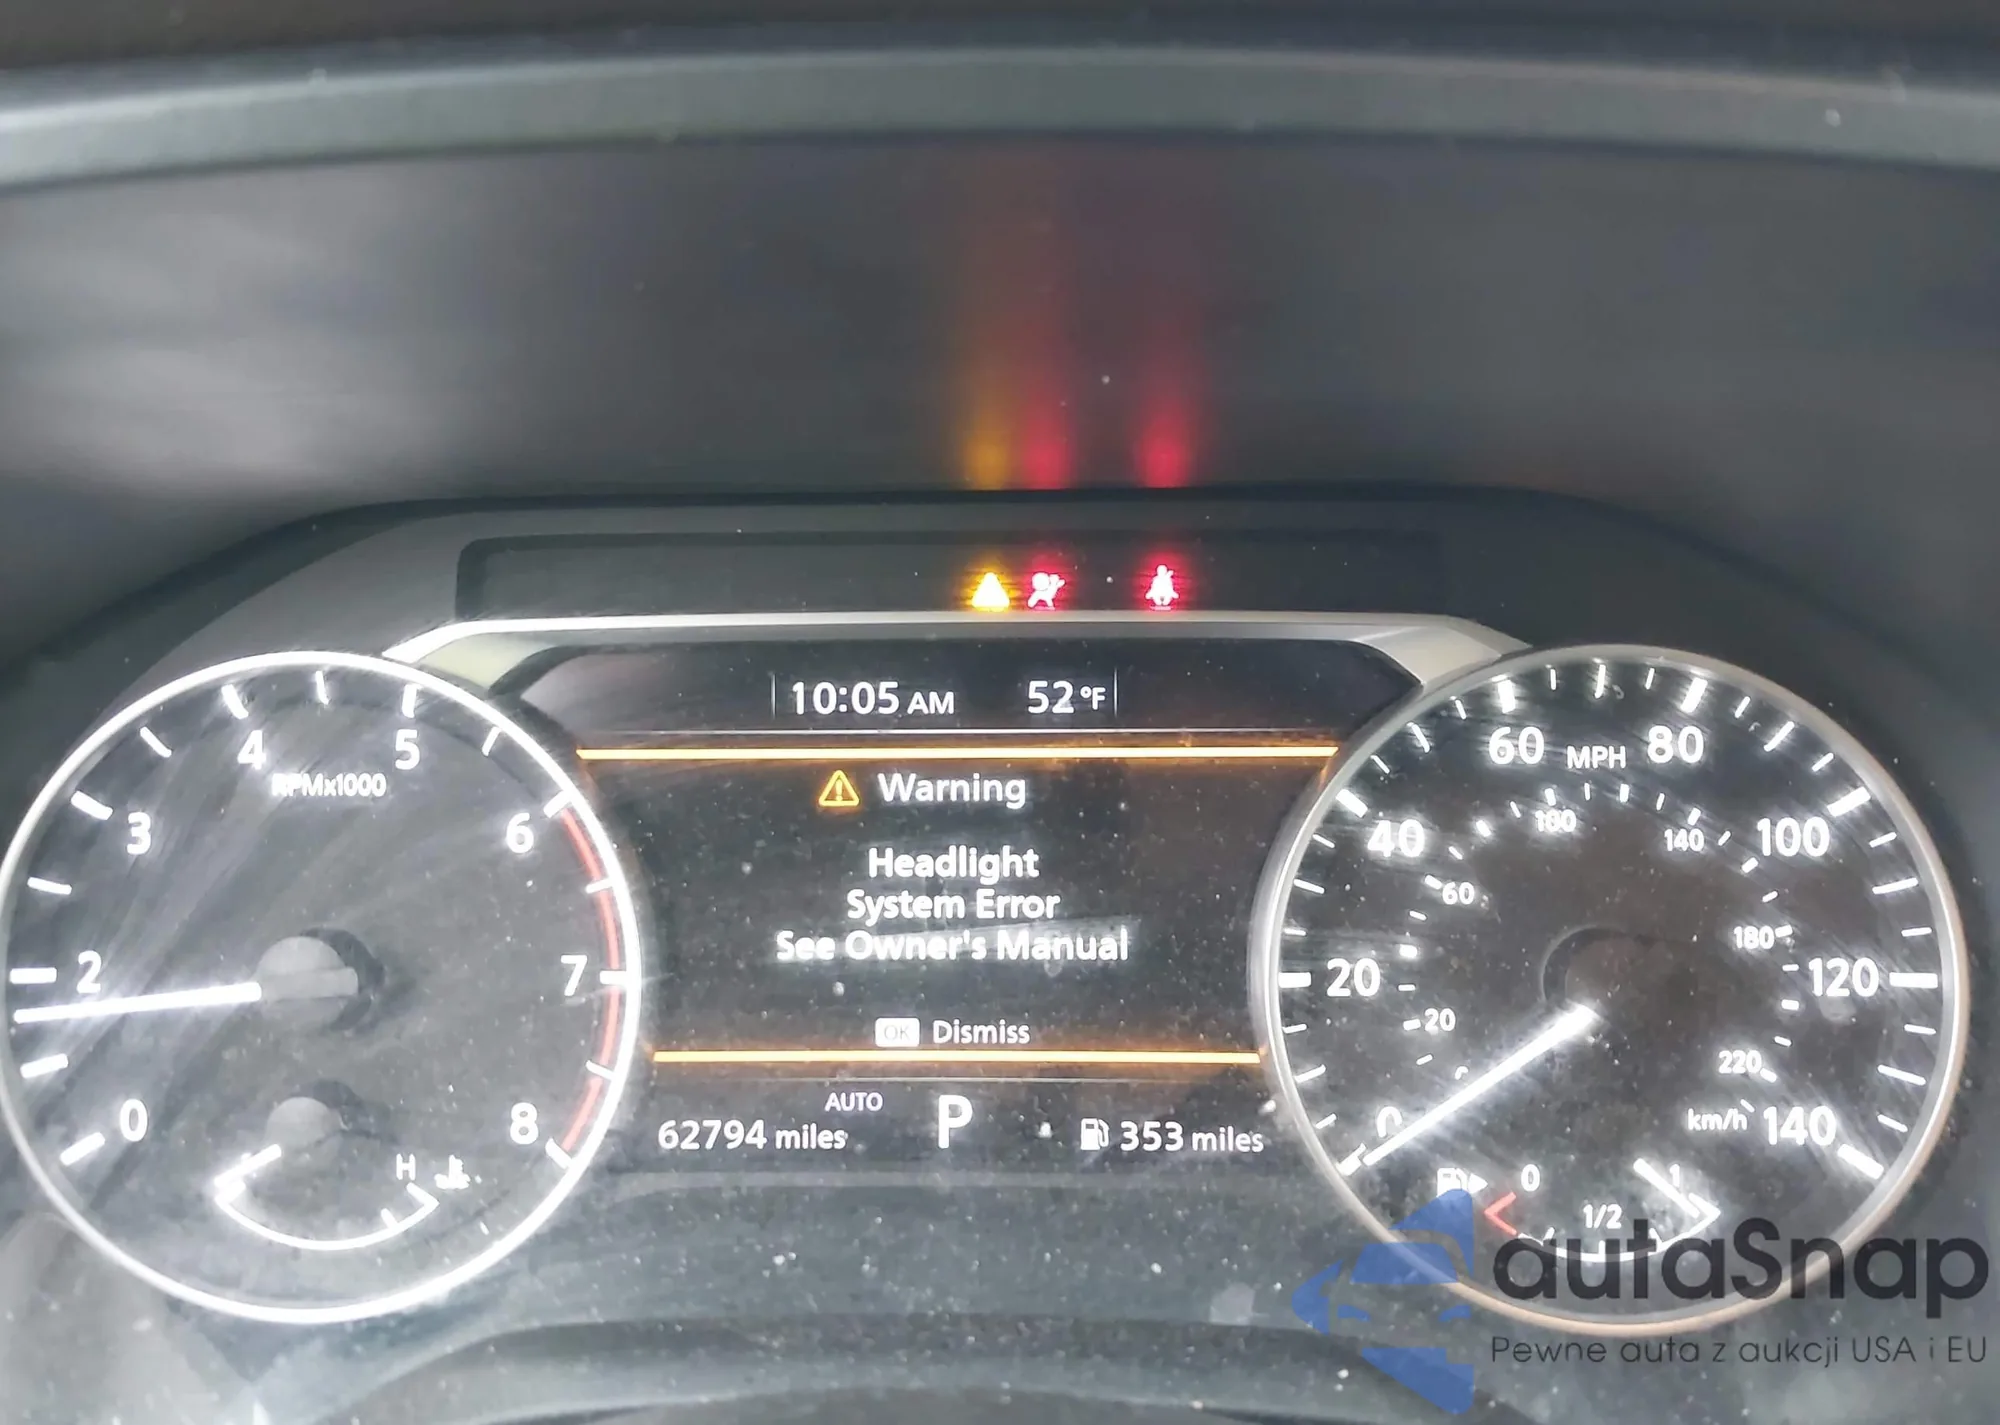 10:05 AM 52°F
Warning
Headlight
System Error
See Owner's Manual
OK Dismiss
AUTO
62794 miles P 353 miles
0 2 3 4 5 6 7 8
RPMx1000
H
0 20 40 60 80 100 120 140
MPH
20 60 100 140 180 220
km/h
0 1/2 1
autaSnap
Pewne auta z aukcji USA i EU